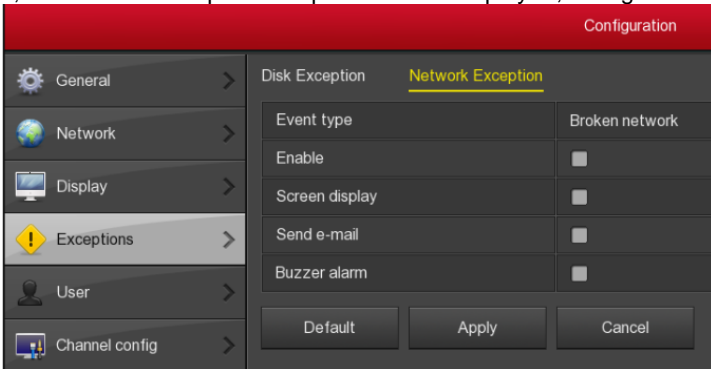 Configuration
General
Network
Display
Exceptions
User
Channel config
Disk Exception Network Exception
Event type Broken network
Enable
Screen display
Send e-mail
Buzzer alarm
Default Apply Cancel